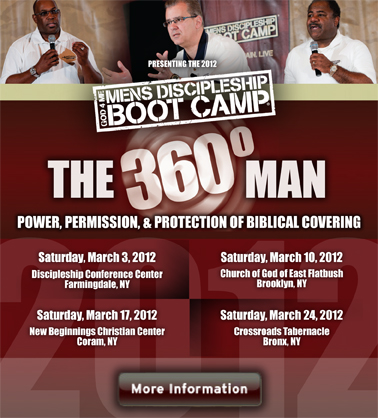 PRESENTING THE 2012
GOD 4 ME
MENS DISCIPLESHIP
BOOT CAMP
THE 360º MAN
POWER, PERMISSION, & PROTECTION OF BIBLICAL COVERING
2012
Saturday, March 3, 2012
Discipleship Conference Center
Farmingdale, NY
Saturday, March 10, 2012
Church of God of East Flatbush
Brooklyn, NY
Saturday, March 17, 2012
New Beginnings Christian Center
Coram, NY
Saturday, March 24, 2012
Crossroads Tabernacle
Bronx, NY
More Information